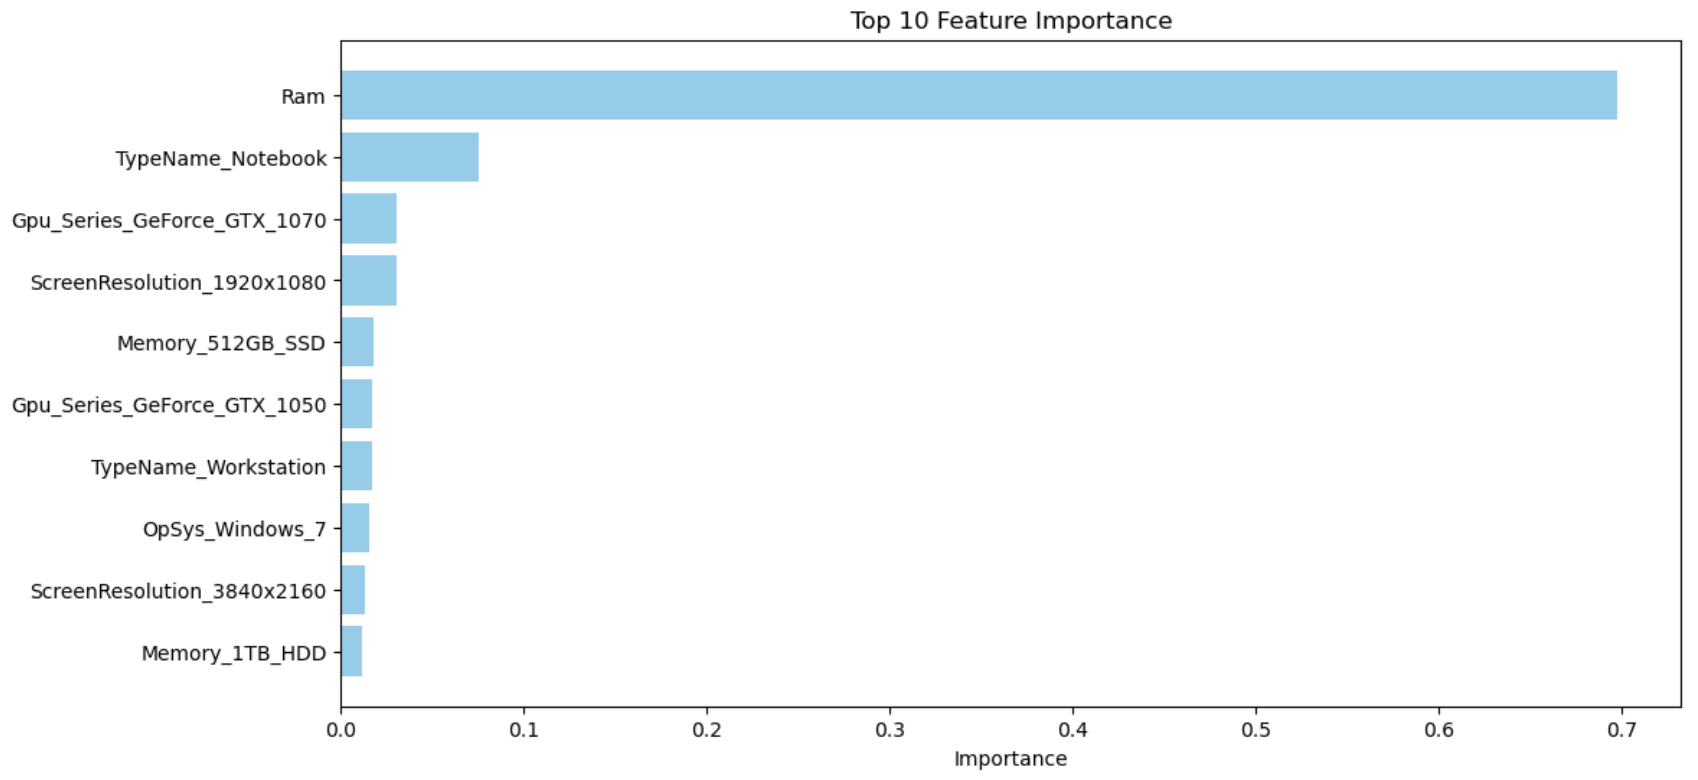 Top 10 Feature Importance
Ram
TypeName_Notebook
Gpu_Series_GeForce_GTX_1070
ScreenResolution_1920x1080
Memory_512GB_SSD
Gpu_Series_GeForce_GTX_1050
TypeName_Workstation
OpSys_Windows_7
ScreenResolution_3840x2160
Memory_1TB_HDD
0.0 0.1 0.2 0.3 0.4 0.5 0.6 0.7
Importance